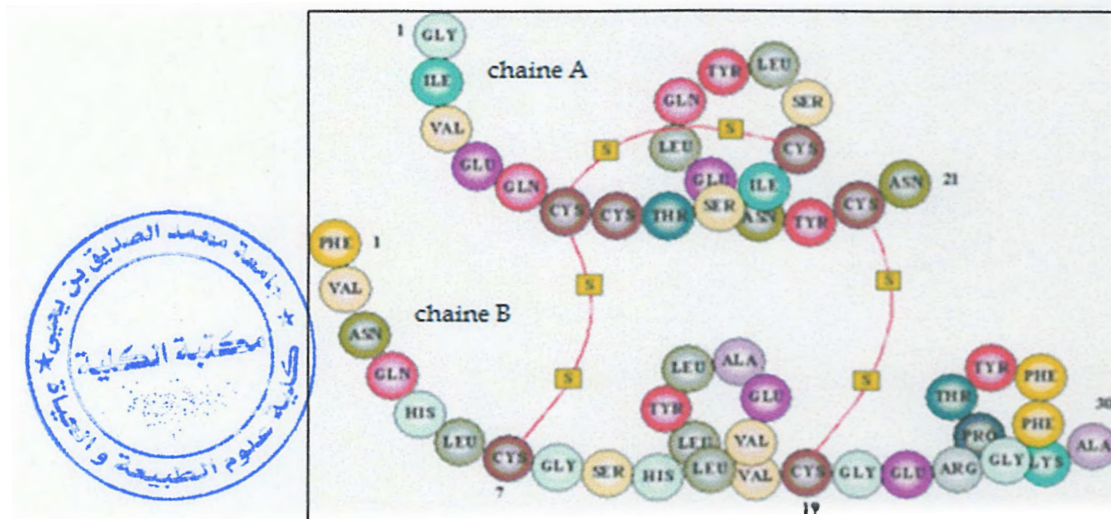 1
GLY
ILE
VAL
GLU
GLN
CYS
CYS
THR
SER
ILE
CYS
SER
LEU
TYR
GLN
LEU
GLU
ASN
TYR
CYS
ASN
21
chaine A
S
S
S
S
S
S
PHE
1
VAL
ASN
GLN
HIS
LEU
CYS
7
GLY
SER
HIS
LEU
VAL
GLU
ALA
LEU
TYR
LEU
VAL
CYS
19
GLY
GLU
ARG
GLY
PHE
PHE
TYR
THR
PRO
LYS
ALA
30
chaine B
جامعة محمد الصديق بن يحيى
كلية علوم الطبيعة و الحياة
مكتبة الكلية